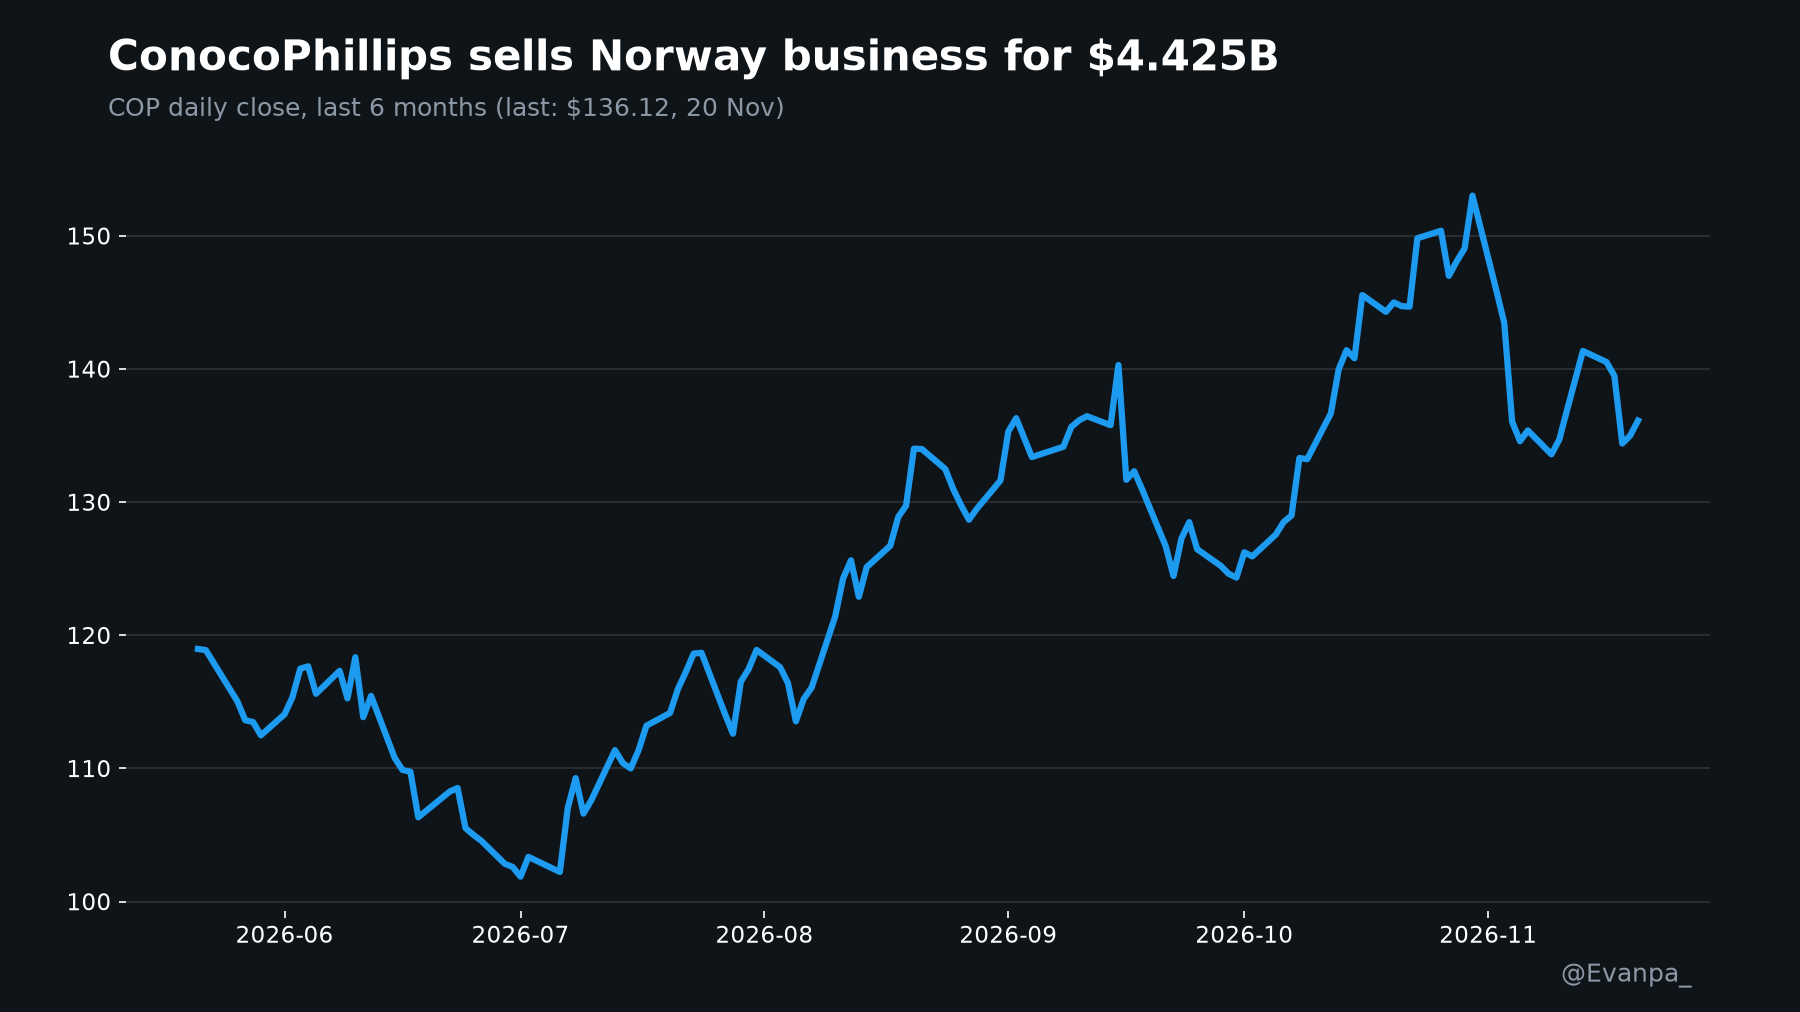 ConocoPhillips sells Norway business for $4.425B
COP daily close, last 6 months (last: $136.12, 20 Nov)
150
140
130
120
110
100
2026-06 2026-07 2026-08 2026-09 2026-10 2026-11
@Evanpa_